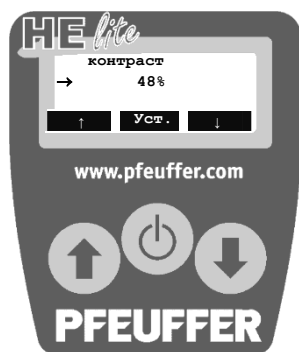 HE lite
контраст
→ 48%
↑ Уст. ↓
www.pfeuffer.com
PFEUFFER